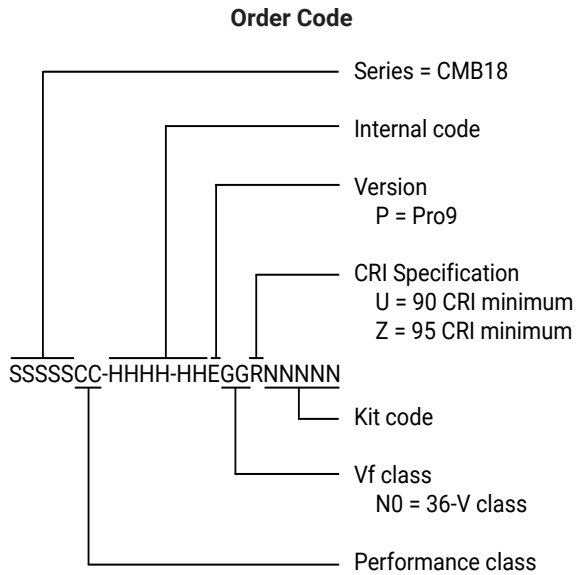 Order Code
Series = CMB18
Internal code
Version
P = Pro9
CRI Specification
U = 90 CRI minimum
Z = 95 CRI minimum
SSSSSCC-HHHH-HHEGGRNNNNN
Kit code
Vf class
N0 = 36-V class
Performance class